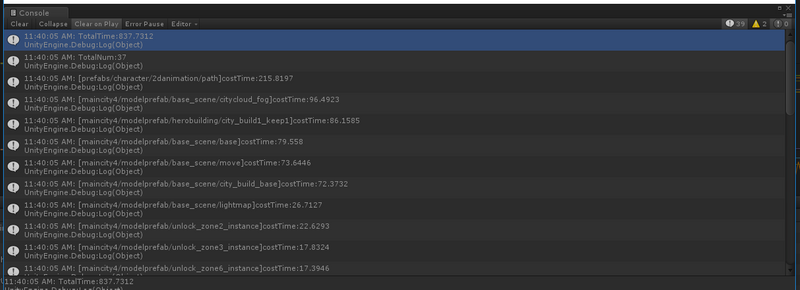 Console
Clear Collapse Clear on Play Error Pause Editor 39 2 0
11:40:05 AM: TotalTime:837.7312
UnityEngine.Debug:Log(Object)
11:40:05 AM: TotalNum:37
UnityEngine.Debug:Log(Object)
11:40:05 AM: [prefabs/character/2danimation/path]costTime:215.8197
UnityEngine.Debug:Log(Object)
11:40:05 AM: [maincity4/modelprefab/base_scene/citycloud_fog]costTime:96.4923
UnityEngine.Debug:Log(Object)
11:40:05 AM: [maincity4/modelprefab/herobuilding/city_build1_keep1]costTime:86.1585
UnityEngine.Debug:Log(Object)
11:40:05 AM: [maincity4/modelprefab/base_scene/base]costTime:79.558
UnityEngine.Debug:Log(Object)
11:40:05 AM: [maincity4/modelprefab/base_scene/move]costTime:73.6446
UnityEngine.Debug:Log(Object)
11:40:05 AM: [maincity4/modelprefab/base_scene/city_build_base]costTime:72.3732
UnityEngine.Debug:Log(Object)
11:40:05 AM: [maincity4/modelprefab/base_scene/lightmap]costTime:26.7127
UnityEngine.Debug:Log(Object)
11:40:05 AM: [maincity4/modelprefab/unlock_zone2_instance]costTime:22.6293
UnityEngine.Debug:Log(Object)
11:40:05 AM: [maincity4/modelprefab/unlock_zone3_instance]costTime:17.8324
UnityEngine.Debug:Log(Object)
11:40:05 AM: [maincity4/modelprefab/unlock_zone6_instance]costTime:17.3946
UnityEngine.Debug:Log(Object)
11:40:05 AM: TotalTime:837.7312
UnityEngine.Debug:Log(Object)